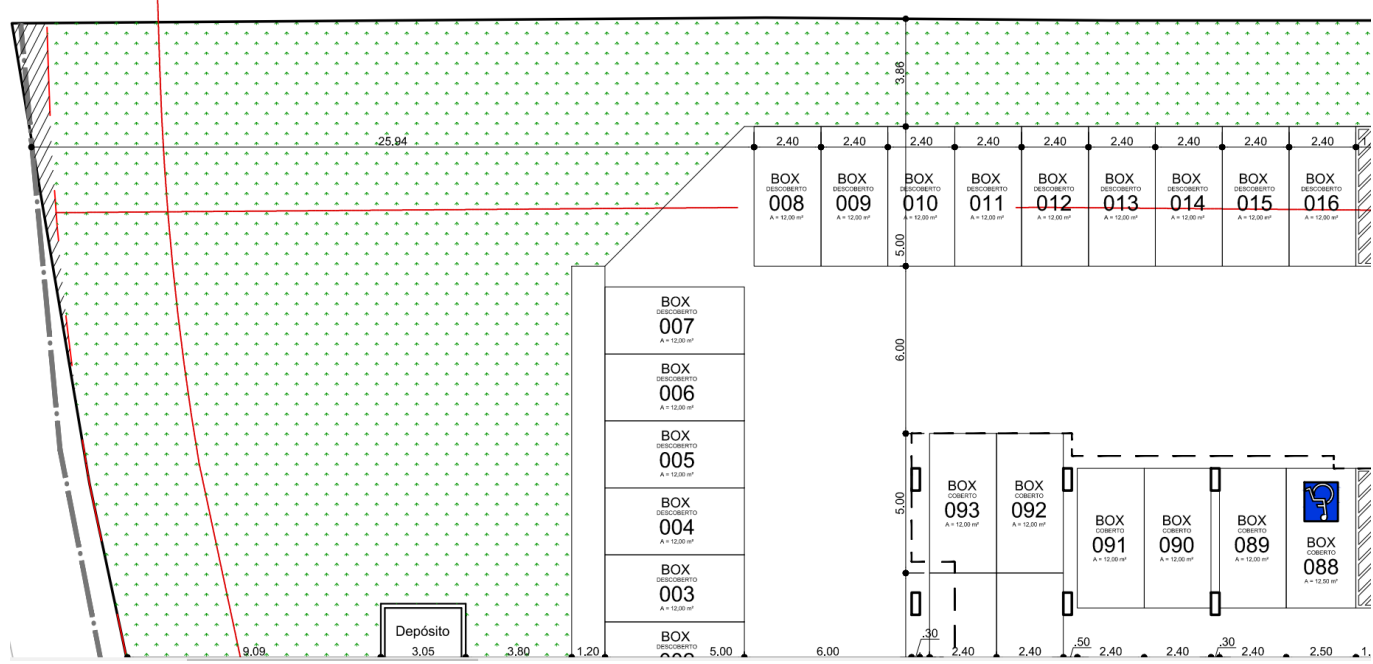 3,86
25,94
2,40 2,40 2,40 2,40 2,40 2,40 2,40 2,40 2,40
BOX
DESCOBERTO
008
A = 12,00 m²
BOX
DESCOBERTO
009
A = 12,00 m²
BOX
DESCOBERTO
010
A = 12,00 m²
BOX
DESCOBERTO
011
A = 12,00 m²
BOX
DESCOBERTO
012
A = 12,00 m²
BOX
DESCOBERTO
013
A = 12,00 m²
BOX
DESCOBERTO
014
A = 12,00 m²
BOX
DESCOBERTO
015
A = 12,00 m²
BOX
DESCOBERTO
016
A = 12,00 m²
5,00
6,00
5,00
BOX
DESCOBERTO
007
A = 12,00 m²
BOX
DESCOBERTO
006
A = 12,00 m²
BOX
DESCOBERTO
005
A = 12,00 m²
BOX
DESCOBERTO
004
A = 12,00 m²
BOX
DESCOBERTO
003
A = 12,00 m²
BOX
DESCOBERTO
BOX
COBERTO
093
A = 12,00 m²
BOX
COBERTO
092
A = 12,00 m²
BOX
COBERTO
091
A = 12,00 m²
BOX
COBERTO
090
A = 12,00 m²
BOX
COBERTO
089
A = 12,00 m²
BOX
COBERTO
088
A = 12,50 m²
Depósito
9,09 3,05 3,80 1,20 5,00 6,00 ,30 2,40 2,40 ,50 2,40 2,40 ,30 2,40 2,50